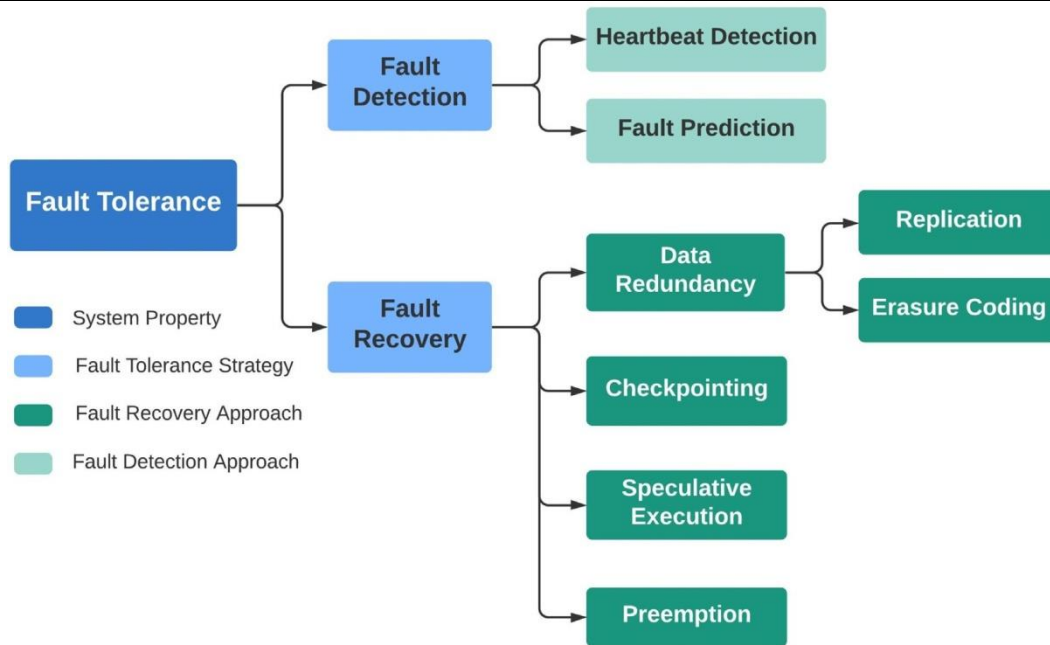 Fault Tolerance
Fault
Detection
Heartbeat Detection
Fault Prediction
Fault
Recovery
Data
Redundancy
Replication
Erasure Coding
Checkpointing
Speculative
Execution
Preemption
System Property
Fault Tolerance Strategy
Fault Recovery Approach
Fault Detection Approach